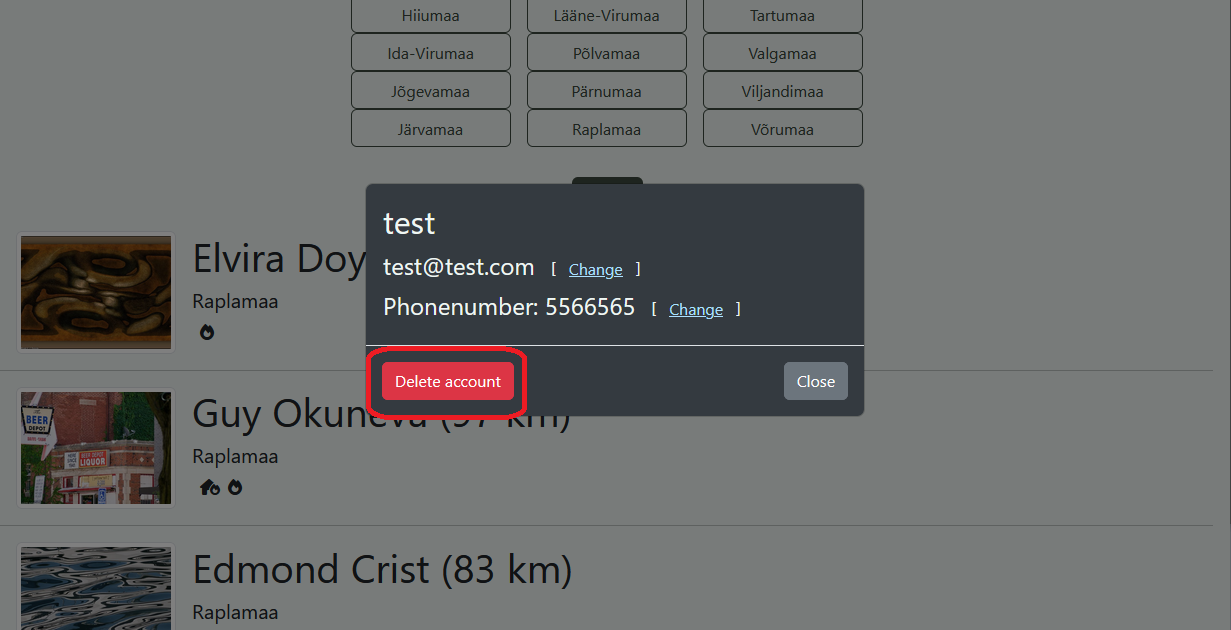 Hiiumaa Lääne-Virumaa Tartumaa
Ida-Virumaa Põlvamaa Valgamaa
Jõgevamaa Pärnumaa Viljandimaa
Järvamaa Raplamaa Võrumaa
test
Elvira Doy
test@test.com [ Change ]
Raplamaa
Phonenumber: 5566565 [ Change ]
Delete account Close
Guy Okuneva (97 km)
BEER
DEPOT
BEER DEPOT
LIQUOR
Raplamaa
Edmond Crist (83 km)
Raplamaa